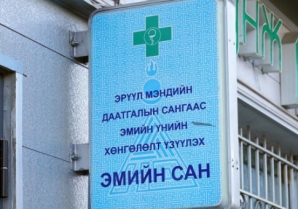 ЭРҮҮЛ МЭНДИЙН
ДААТГАЛЫН САНГААС
ЭМИЙН ҮНИЙН
ХӨНГӨЛӨЛТ ҮЗҮҮЛЭХ
ЭМИЙН САН